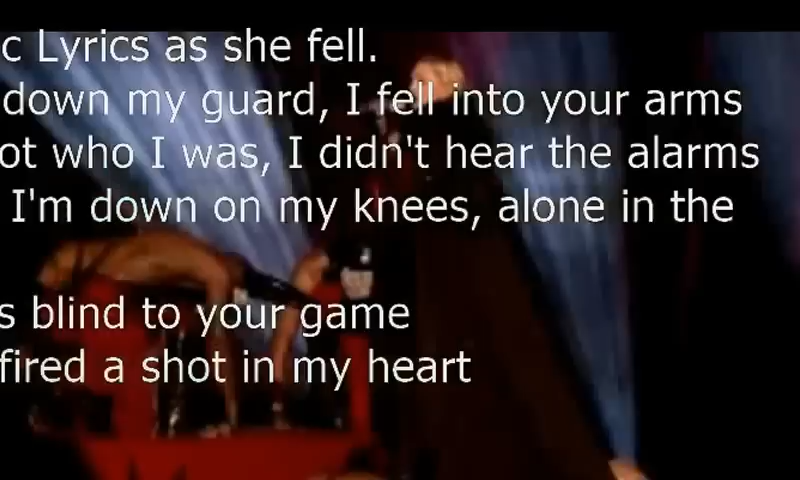 c Lyrics as she fell.
down my guard, I fell into your arms
ot who I was, I didn't hear the alarms
I'm down on my knees, alone in the
s blind to your game
fired a shot in my heart